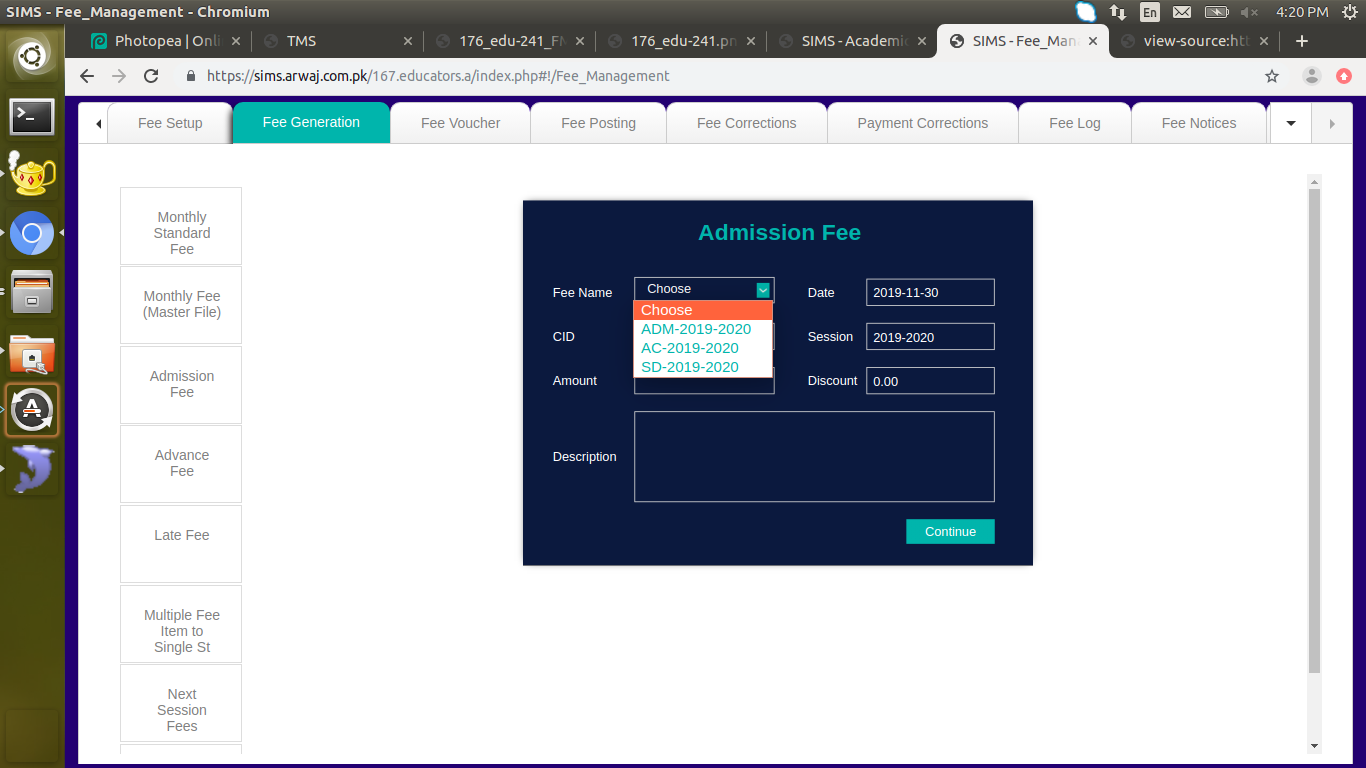 SIMS - Fee_Management - Chromium
En
4:20 PM
Photopea | Onli
TMS
176_edu-241_FM
176_edu-241.pn
SIMS - Academic
SIMS - Fee_Man
view-source:htt
https://sims.arwaj.com.pk/167.educators.a/index.php#!/Fee_Management
Fee Setup
Fee Generation
Fee Voucher
Fee Posting
Fee Corrections
Payment Corrections
Fee Log
Fee Notices
Monthly
Standard
Fee
Monthly Fee
(Master File)
Admission
Fee
Advance
Fee
Late Fee
Multiple Fee
Item to
Single St
Next
Session
Fees
Admission Fee
Fee Name
Choose
Date
2019-11-30
Choose
ADM-2019-2020
AC-2019-2020
SD-2019-2020
CID
Session
2019-2020
Amount
Discount
0.00
Description
Continue